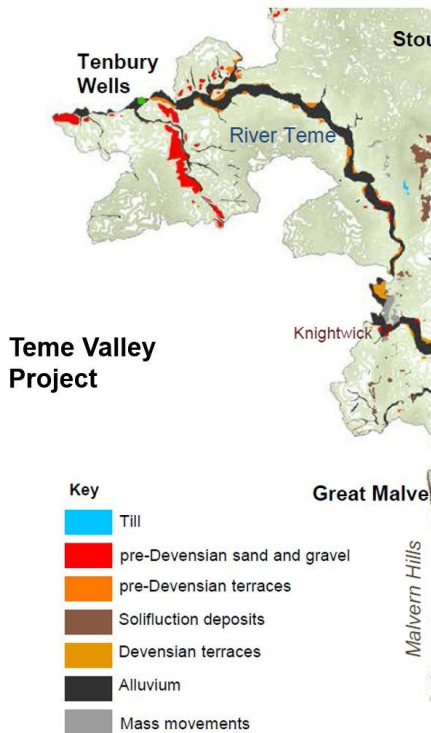 Stou
Tenbury
Wells
River Teme
Knightwick
Teme Valley
Project
Great Malve
Malvern Hills
Key
Till
pre-Devensian sand and gravel
pre-Devensian terraces
Solifluction deposits
Devensian terraces
Alluvium
Mass movements